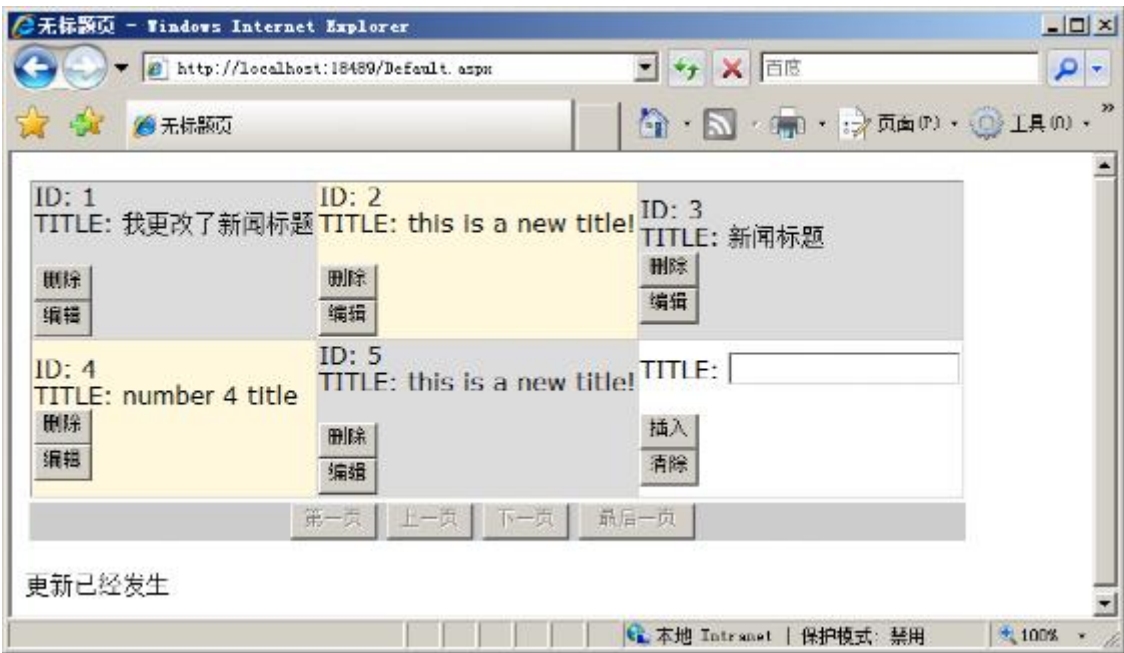 无标题页 - Windows Internet Explorer
http://localhost:18489/Default.aspx
百度
无标题页
页面(P)
工具(O)
ID: 1
TITLE: 我更改了新闻标题
删除
编辑
ID: 2
TITLE: this is a new title!
删除
编辑
ID: 3
TITLE: 新闻标题
删除
编辑
ID: 4
TITLE: number 4 title
删除
编辑
ID: 5
TITLE: this is a new title!
删除
编辑
TITLE:
插入
清除
第一页 上一页 下一页 最后一页
更新已经发生
本地 Intranet | 保护模式: 禁用
100%